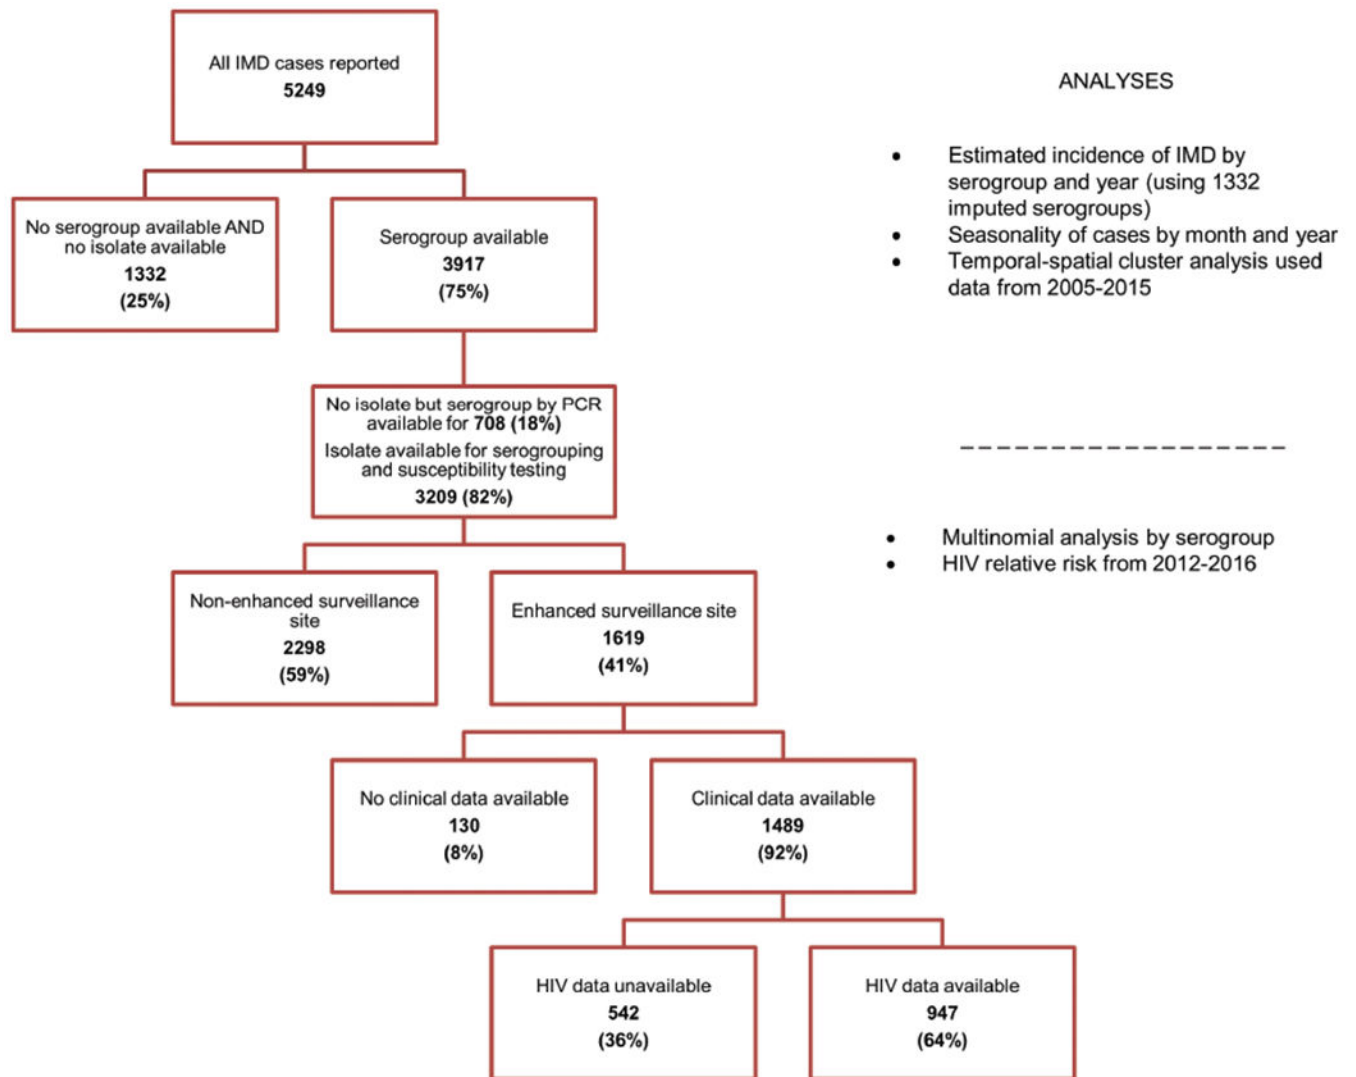 All IMD cases reported
5249
No serogroup available AND
no isolate available
1332
(25%)
Serogroup available
3917
(75%)
No isolate but serogroup by PCR
available for 708 (18%)
Isolate available for serogrouping
and susceptibility testing
3209 (82%)
Non-enhanced surveillance
site
2298
(59%)
Enhanced surveillance site
1619
(41%)
No clinical data available
130
(8%)
Clinical data available
1489
(92%)
HIV data unavailable
542
(36%)
HIV data available
947
(64%)
ANALYSES
• Estimated incidence of IMD by
serogroup and year (using 1332
imputed serogroups)
• Seasonality of cases by month and year
• Temporal-spatial cluster analysis used
data from 2005-2015
• Multinomial analysis by serogroup
• HIV relative risk from 2012-2016